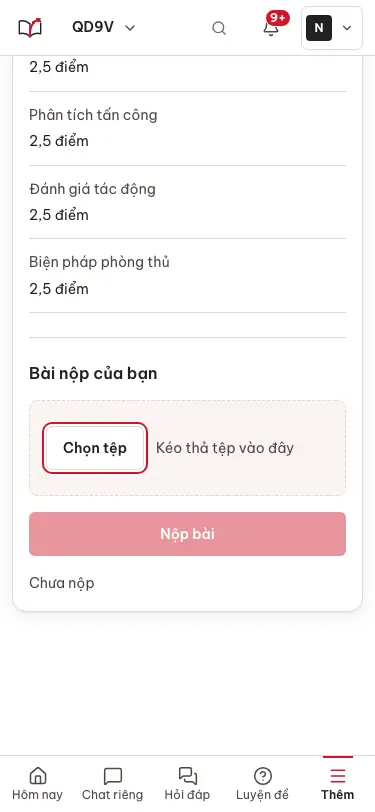 QD9V
9+
N
2,5 điểm
Phân tích tấn công
2,5 điểm
Đánh giá tác động
2,5 điểm
Biện pháp phòng thủ
2,5 điểm
Bài nộp của bạn
Chọn tệp
Kéo thả tệp vào đây
Nộp bài
Chưa nộp
Hôm nay
Chat riêng
Hỏi đáp
Luyện đề
Thêm